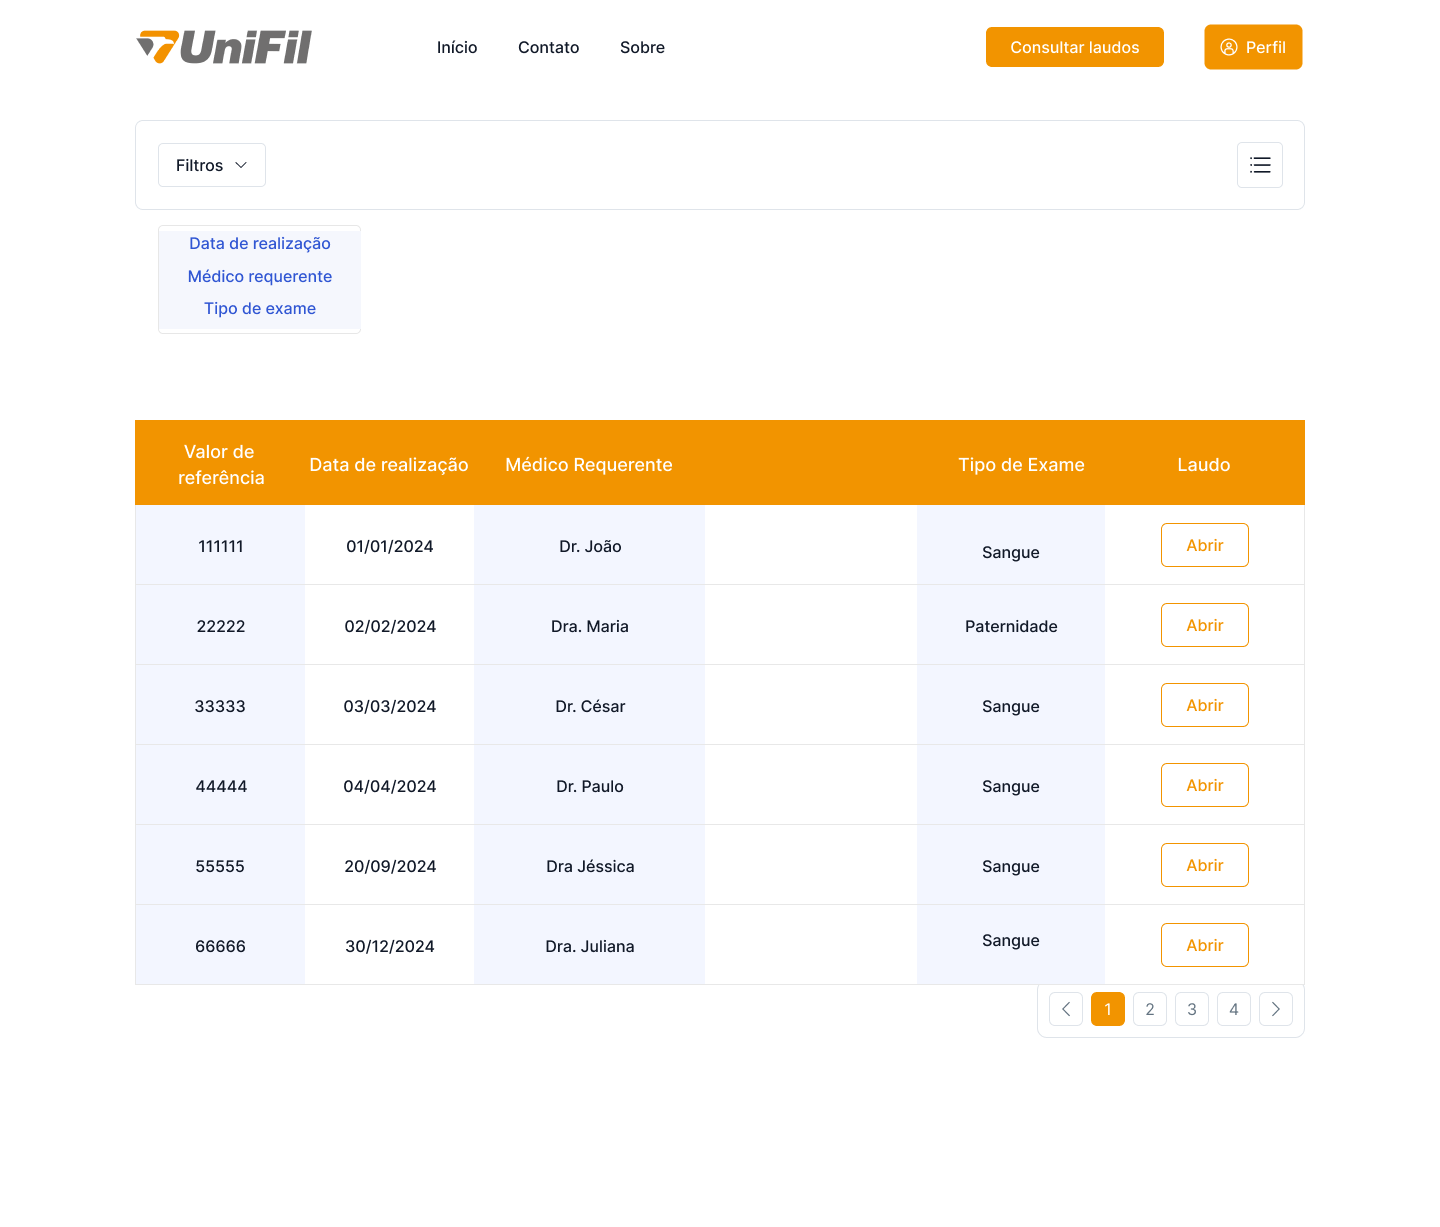 UniFil
Início Contato Sobre
Consultar laudos
Perfil
Filtros
Data de realização
Médico requerente
Tipo de exame
Valor de
referência
Data de realização
Médico Requerente
Tipo de Exame
Laudo
111111 01/01/2024 Dr. João Sangue Abrir
22222 02/02/2024 Dra. Maria Paternidade Abrir
33333 03/03/2024 Dr. César Sangue Abrir
44444 04/04/2024 Dr. Paulo Sangue Abrir
55555 20/09/2024 Dra Jéssica Sangue Abrir
66666 30/12/2024 Dra. Juliana Sangue Abrir
1 2 3 4